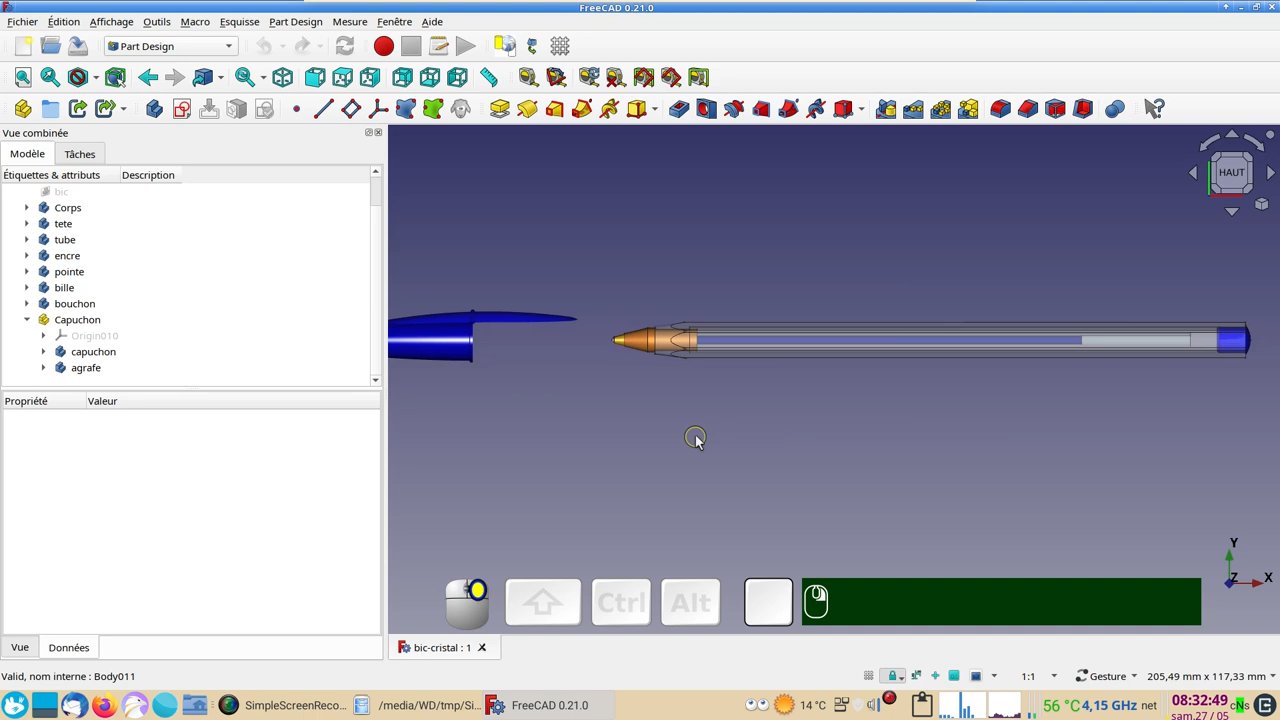 FreeCAD 0.21.0
Fichier Édition Affichage Outils Macro Esquisse Part Design Mesure Fenêtre Aide
Part Design
Vue combinée
Modèle Tâches
Étiquettes & attributs Description
bic
Corps
tete
tube
encre
pointe
bille
bouchon
Capuchon
Origin010
capuchon
agrafe
Propriété Valeur
HAUT
Y
Z X
Ctrl Alt
Vue Données
bic-cristal : 1
Valid, nom interne : Body011
1:1 Gesture 205,49 mm x 117,33 mm
SimpleScreenReco... /media/WD/tmp/Si... FreeCAD 0.21.0 14 °C 56 °C 4,15 GHz net 08:32:49
sam.27/05